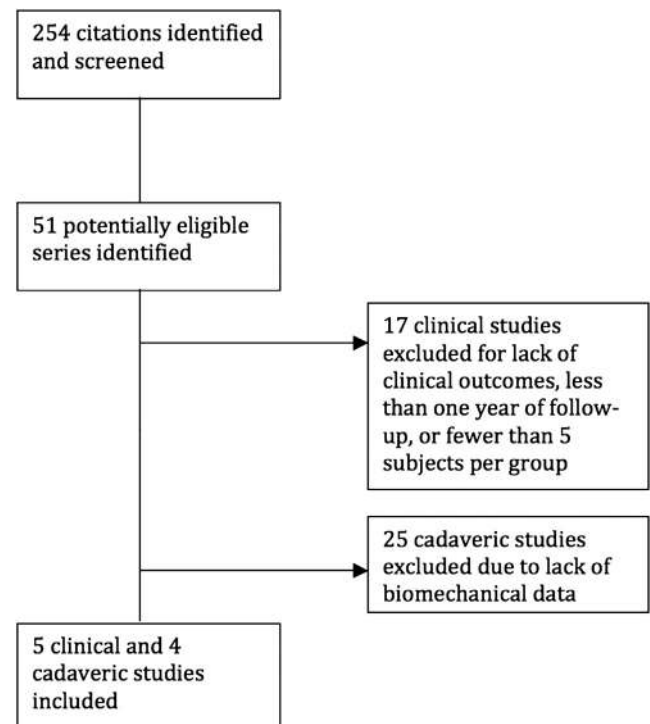 254 citations identified
and screened
51 potentially eligible
series identified
17 clinical studies
excluded for lack of
clinical outcomes, less
than one year of follow-
up, or fewer than 5
subjects per group
25 cadaveric studies
excluded due to lack of
biomechanical data
5 clinical and 4
cadaveric studies
included